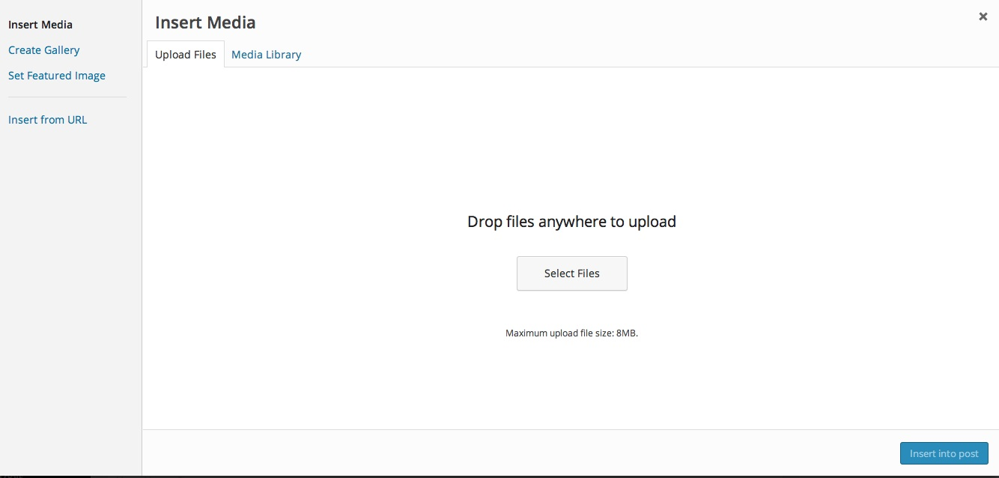 Insert Media
Create Gallery
Set Featured Image
Insert from URL
Insert Media
Upload Files
Media Library
Drop files anywhere to upload
Select Files
Maximum upload file size: 8MB.
Insert into post